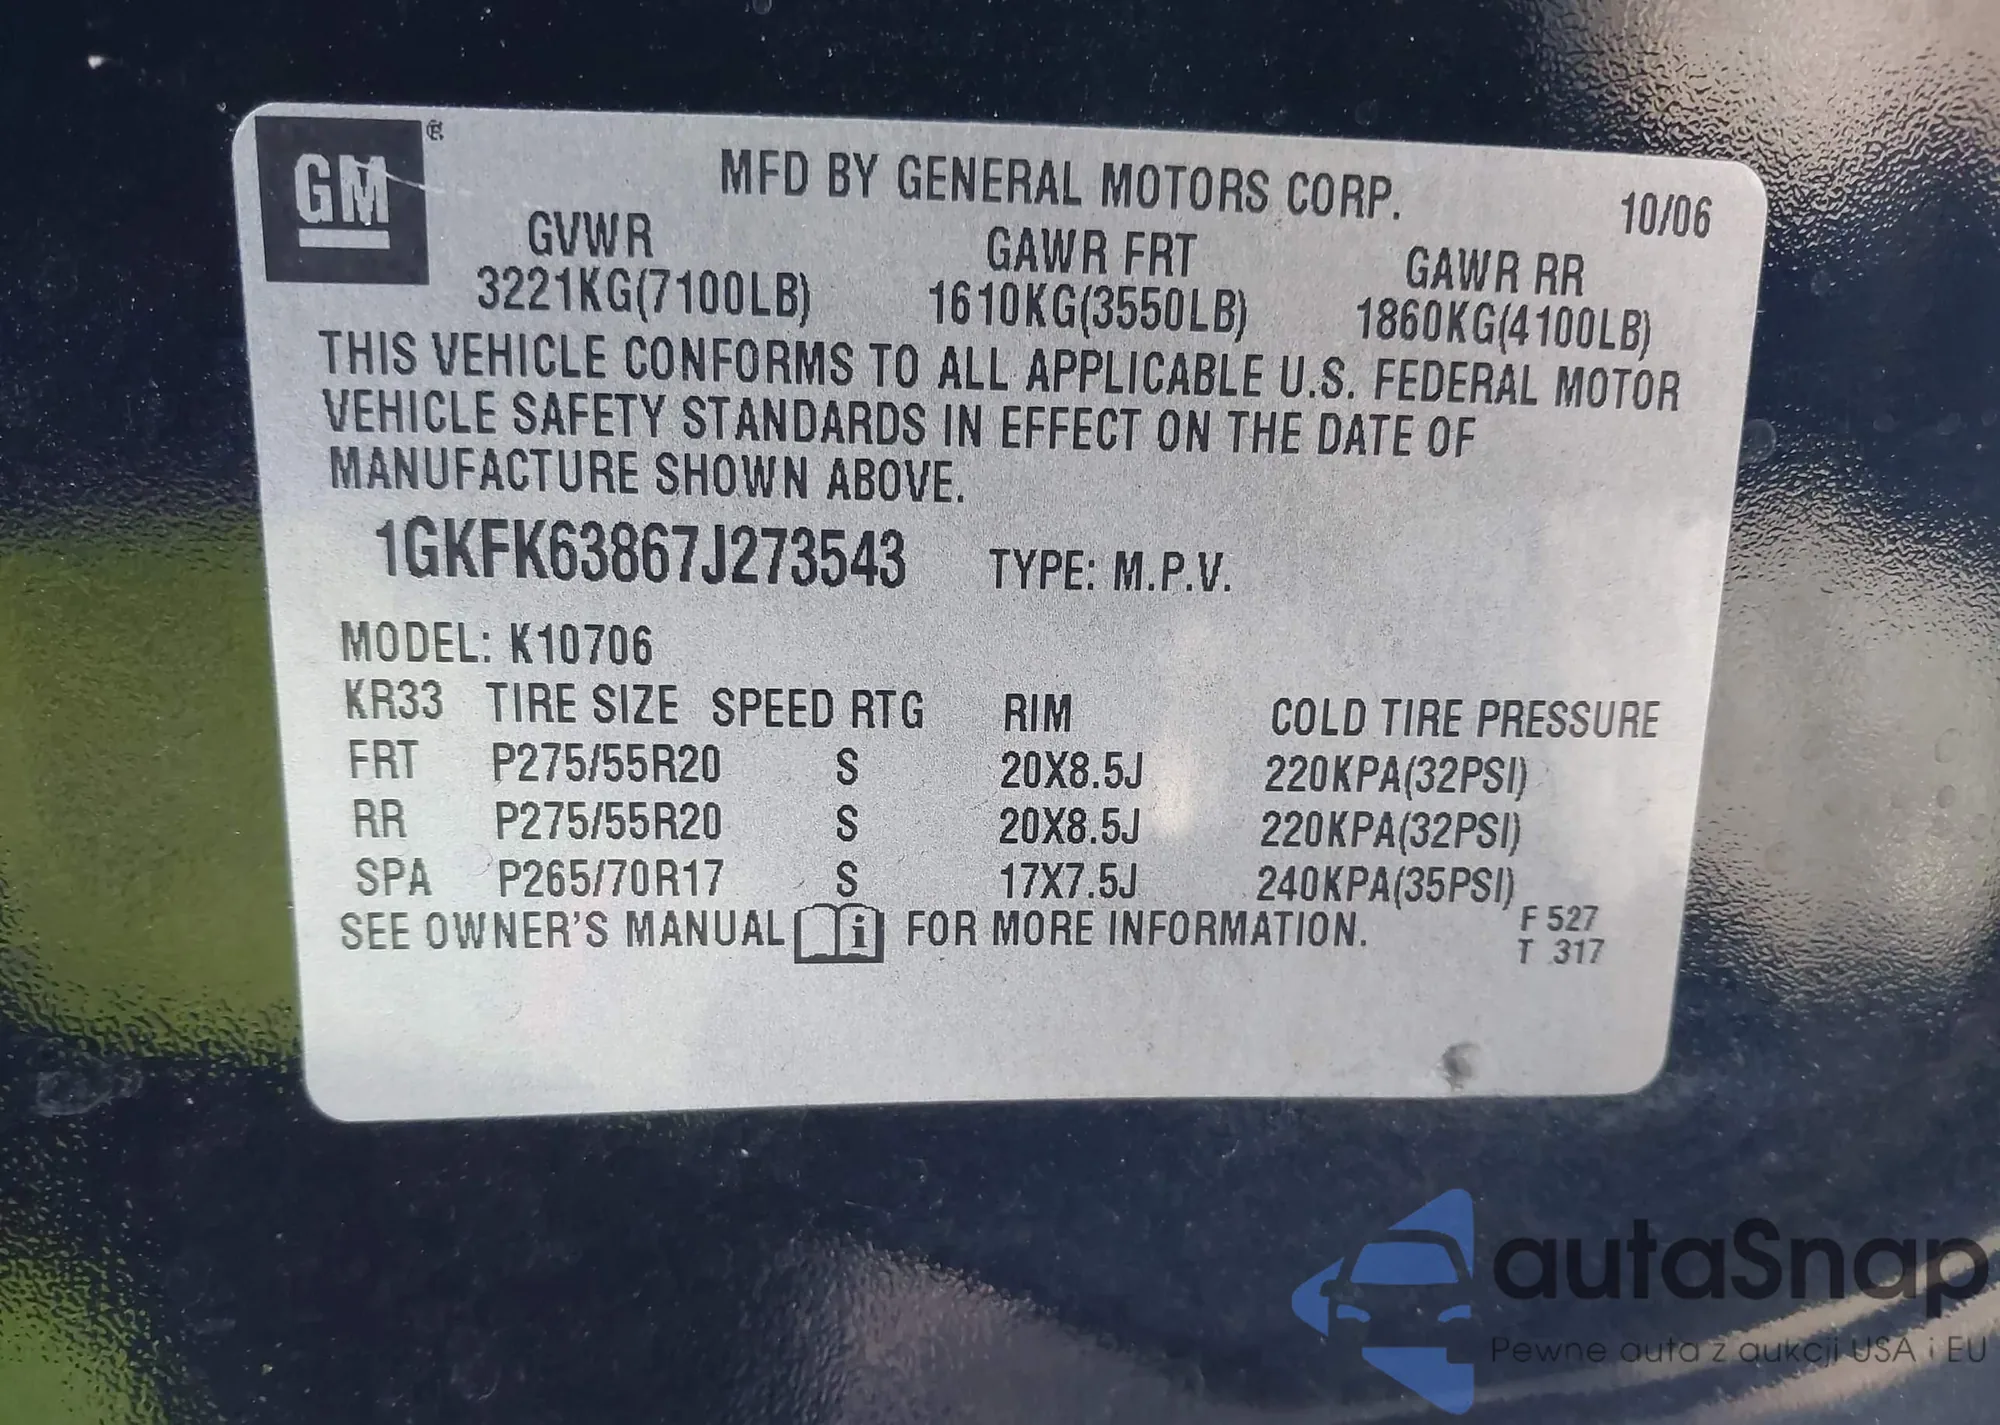 GM
MFD BY GENERAL MOTORS CORP.
10/06
GVWR GAWR FRT GAWR RR
3221KG(7100LB) 1610KG(3550LB) 1860KG(4100LB)
THIS VEHICLE CONFORMS TO ALL APPLICABLE U.S. FEDERAL MOTOR
VEHICLE SAFETY STANDARDS IN EFFECT ON THE DATE OF
MANUFACTURE SHOWN ABOVE.
1GKFK63867J273543 TYPE: M.P.V.
MODEL: K10706
KR33 TIRE SIZE SPEED RTG RIM COLD TIRE PRESSURE
FRT P275/55R20 S 20X8.5J 220KPA(32PSI)
RR P275/55R20 S 20X8.5J 220KPA(32PSI)
SPA P265/70R17 S 17X7.5J 240KPA(35PSI)
SEE OWNER'S MANUAL i FOR MORE INFORMATION.
F 527
T 317
autaSnap
Pewne auta z aukcji USA i EU